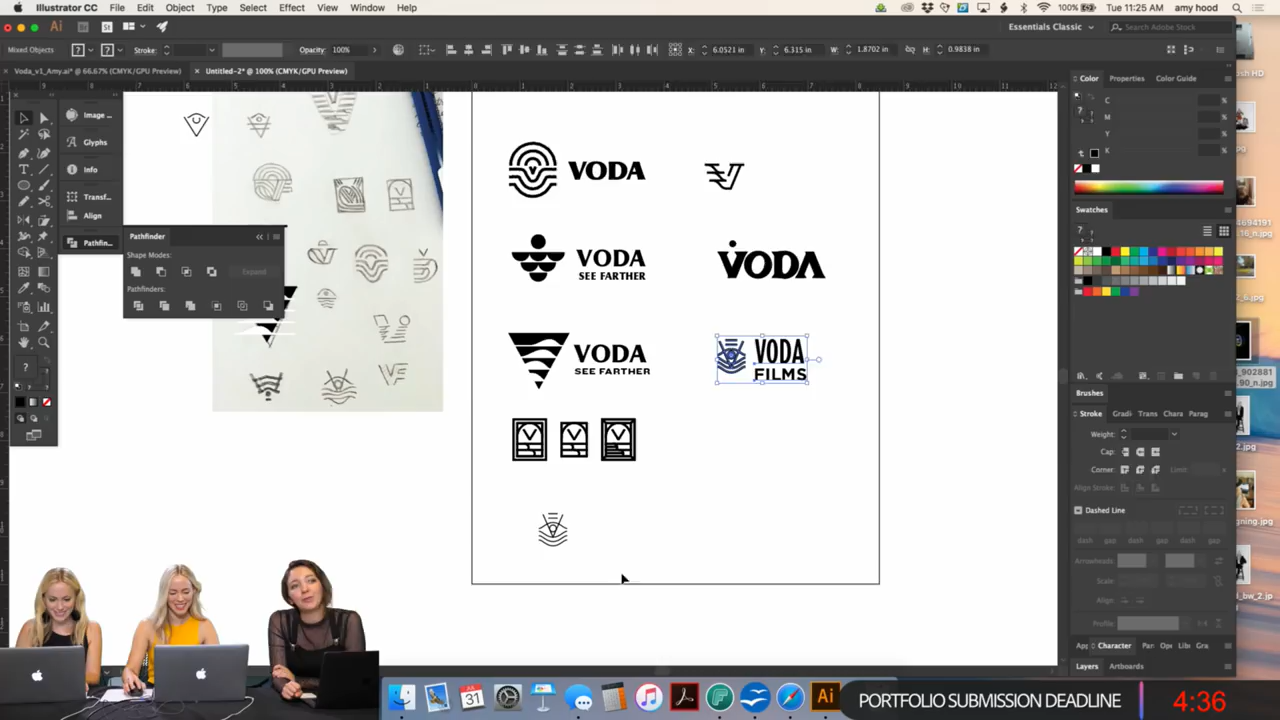 Illustrator CC File Edit Object Type Select Effect View Window Help
100% Tue 11:25 AM amy hood
Essentials Classic Search Adobe Stock
Mixed Objects Stroke: Opacity: 100% X: 6.0521 in Y: 6.315 in W: 1.8702 in H: 0.9838 in
Voda_v1_Amy.ai* @ 66.67% (CMYK/GPU Preview) Untitled-2* @ 100% (CMYK/GPU Preview)
Image ...
Glyphs
Info
Transf...
Align
Pathfin...
Pathfinder
Shape Modes:
Expand
Pathfinders:
VODA
VODA
SEE FARTHER
VODA
VODA
SEE FARTHER
VODA
FILMS
Color Properties Color Guide
C %
M %
Y %
K %
Swatches
Brushes
Stroke Gradi Trans Chara Parag
Weight:
Cap:
Corner: Limit:
Align Stroke:
Dashed Line
dash gap dash gap dash gap
Arrowheads:
Scale:
Align:
Profile:
Character
Layers Artboards
31
Ai
PORTFOLIO SUBMISSION DEADLINE 4:36